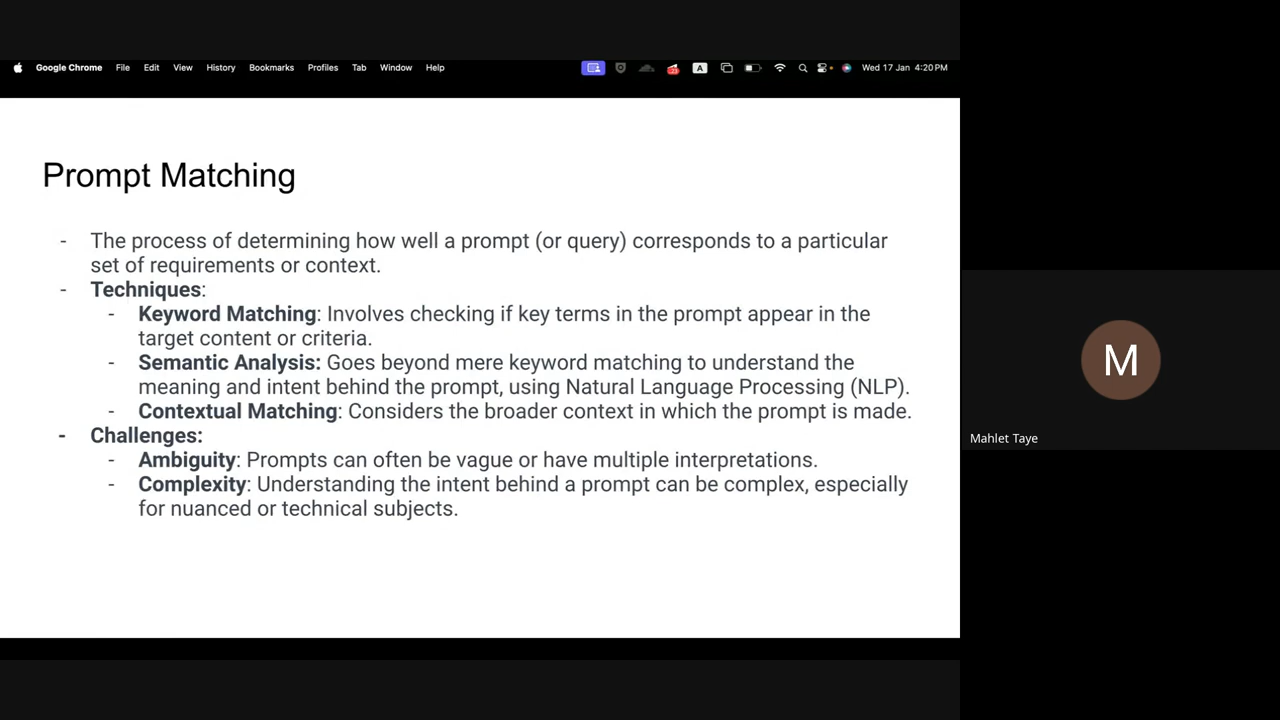 Google Chrome File Edit View History Bookmarks Profiles Tab Window Help A Wed 17 Jan 4:20 PM
Prompt Matching
- The process of determining how well a prompt (or query) corresponds to a particular
set of requirements or context.
- Techniques:
- Keyword Matching: Involves checking if key terms in the prompt appear in the
target content or criteria.
- Semantic Analysis: Goes beyond mere keyword matching to understand the
meaning and intent behind the prompt, using Natural Language Processing (NLP).
- Contextual Matching: Considers the broader context in which the prompt is made.
- Challenges:
- Ambiguity: Prompts can often be vague or have multiple interpretations.
- Complexity: Understanding the intent behind a prompt can be complex, especially
for nuanced or technical subjects.
M
Mahlet Taye